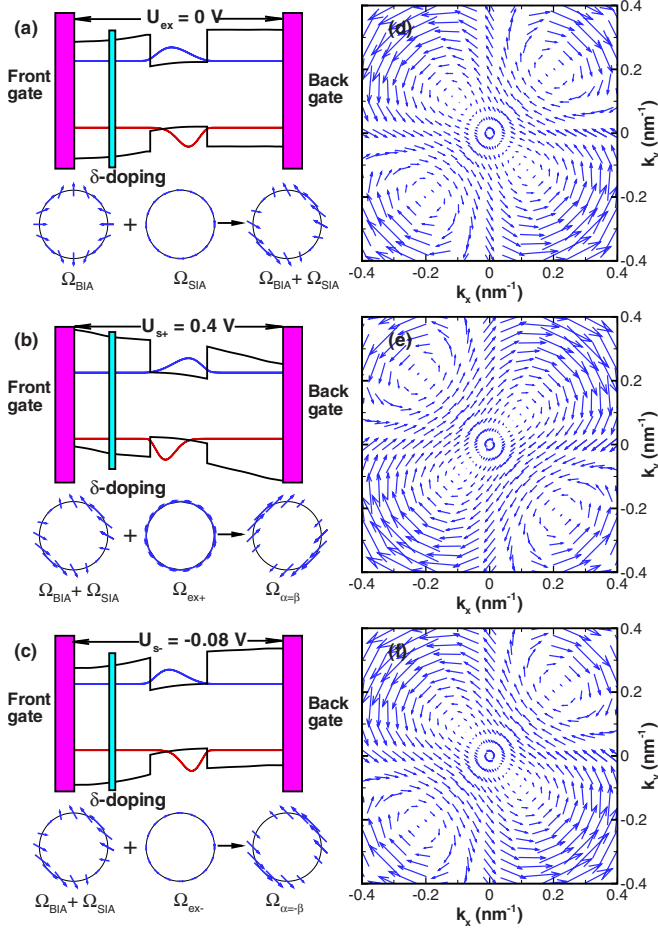 (a)
U_ex = 0 V
Front gate
Back gate
δ-doping
+
Ω_BIA
Ω_SIA
Ω_BIA + Ω_SIA
(d)
0.4
0.2
0
-0.2
-0.4
k_y (nm⁻¹)
-0.4 -0.2 0 0.2 0.4
k_x (nm⁻¹)
(b)
U_s+ = 0.4 V
Front gate
Back gate
δ-doping
+
Ω_BIA + Ω_SIA
Ω_ex+
Ω_α=β
(e)
0.4
0.2
0
-0.2
-0.4
k_y (nm⁻¹)
-0.4 -0.2 0 0.2 0.4
k_x (nm⁻¹)
(c)
U_s- = -0.08 V
Front gate
Back gate
δ-doping
+
Ω_BIA + Ω_SIA
Ω_ex-
Ω_α=-β
(f)
0.4
0.2
0
-0.2
-0.4
k_y (nm⁻¹)
-0.4 -0.2 0 0.2 0.4
k_x (nm⁻¹)